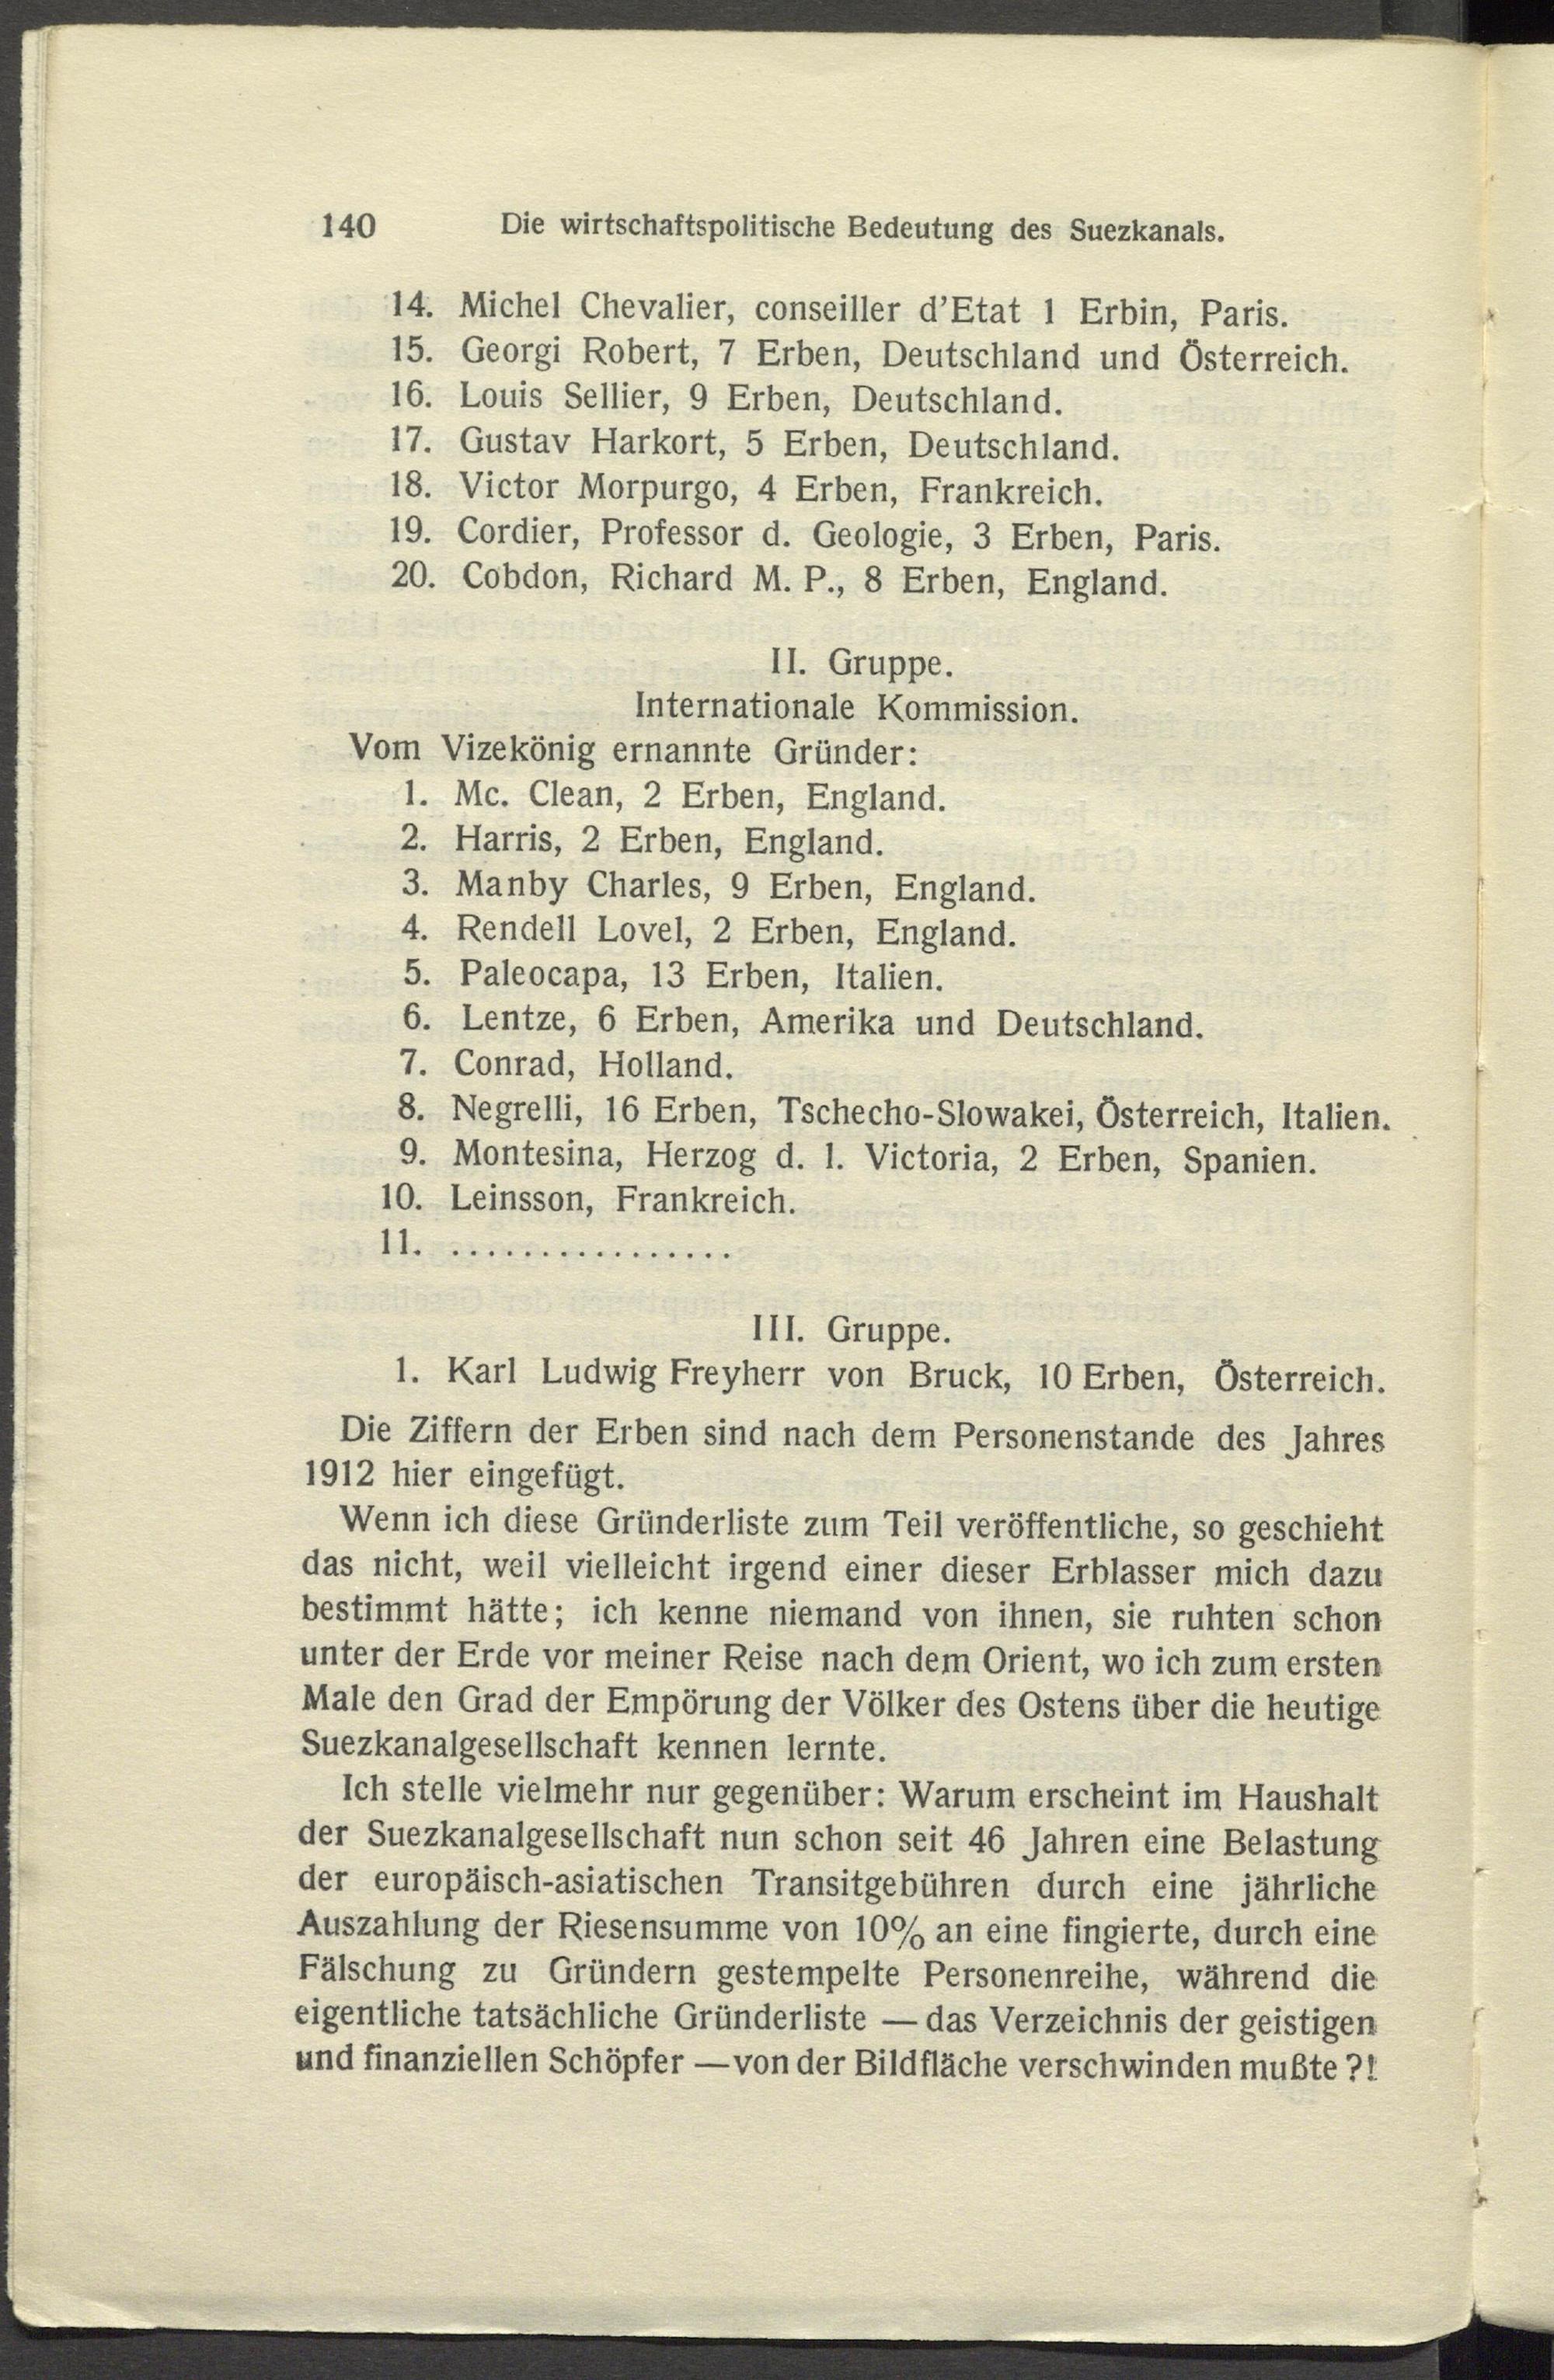 140 Die wirtschaftspolitische Bedeutung des Suezkanals.
14. Michel Chevalier, conseiller d'Etat 1 Erbin, Paris.
15. Georgi Robert, 7 Erben, Deutschland und Österreich.
16. Louis Sellier, 9 Erben, Deutschland.
17. Gustav Harkort, 5 Erben, Deutschland.
18. Victor Morpurgo, 4 Erben, Frankreich.
19. Cordier, Professor d. Geologie, 3 Erben, Paris.
20. Cobdon, Richard M. P., 8 Erben, England.
II. Gruppe.
Internationale Kommission.
Vom Vizekönig ernannte Gründer:
1. Mc. Clean, 2 Erben, England.
2. Harris, 2 Erben, England.
3. Manby Charles, 9 Erben, England.
4. Rendell Lovel, 2 Erben, England.
5. Paleocapa, 13 Erben, Italien.
6. Lentze, 6 Erben, Amerika und Deutschland.
7. Conrad, Holland.
8. Negrelli, 16 Erben, Tschecho-Slowakei, Österreich, Italien.
9. Montesina, Herzog d. l. Victoria, 2 Erben, Spanien.
10. Leinsson, Frankreich.
11. ................
III. Gruppe.
1. Karl Ludwig Freyherr von Bruck, 10 Erben, Österreich.
Die Ziffern der Erben sind nach dem Personenstande des Jahres
1912 hier eingefügt.
Wenn ich diese Gründerliste zum Teil veröffentliche, so geschieht
das nicht, weil vielleicht irgend einer dieser Erblasser mich dazu
bestimmt hätte; ich kenne niemand von ihnen, sie ruhten schon
unter der Erde vor meiner Reise nach dem Orient, wo ich zum ersten
Male den Grad der Empörung der Völker des Ostens über die heutige
Suezkanalgesellschaft kennen lernte.
Ich stelle vielmehr nur gegenüber: Warum erscheint im Haushalt
der Suezkanalgesellschaft nun schon seit 46 Jahren eine Belastung
der europäisch-asiatischen Transitgebühren durch eine jährliche
Auszahlung der Riesensumme von 10% an eine fingierte, durch eine
Fälschung zu Gründern gestempelte Personenreihe, während die
eigentliche tatsächliche Gründerliste — das Verzeichnis der geistigen
und finanziellen Schöpfer — von der Bildfläche verschwinden mußte?!